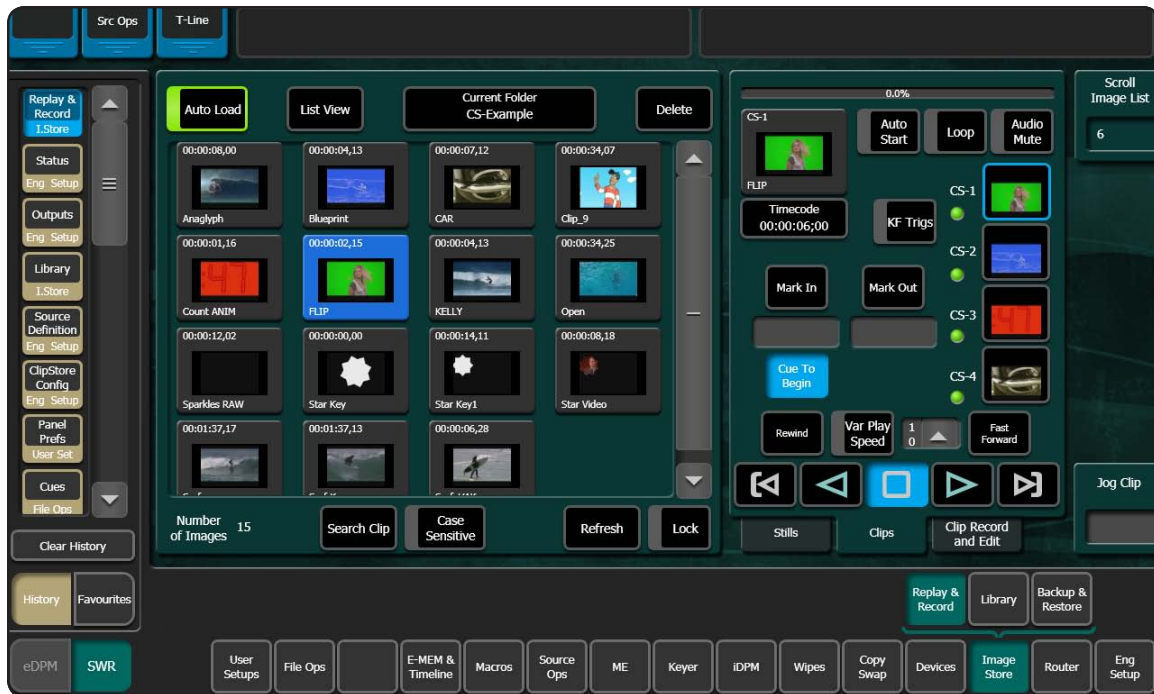 Src Ops
T-Line
Replay &
Record
I.Store
Status
Eng Setup
Outputs
Eng Setup
Library
I.Store
Source
Definition
Eng Setup
ClipStore
Config
Eng Setup
Panel
Prefs
User Set
Cues
File Ops
Clear History
History
Favourites
eDPM
SWR
Auto Load
List View
Current Folder
CS-Example
Delete
00:00:08,00
00:00:04,13
00:00:07,12
00:00:34,07
Anaglyph
Blueprint
CAR
Clip_9
00:00:01,16
00:00:02,15
00:00:04,13
00:00:34,25
Count ANIM
FLIP
KELLY
Open
00:00:12,02
00:00:00,00
00:00:14,11
00:00:08,18
Sparkles RAW
Star Key
Star Key1
Star Video
00:01:37,17
00:01:37,13
00:00:06,28
Number
of Images
15
Search Clip
Case
Sensitive
Refresh
Lock
0.0%
CS-1
FLIP
Auto
Start
Loop
Audio
Mute
Timecode
00:00:06;00
KF Trigs
CS-1
CS-2
CS-3
CS-4
Mark In
Mark Out
Cue To
Begin
Rewind
Var Play
Speed
1
0
Fast
Forward
Stills
Clips
Clip Record
and Edit
Scroll
Image List
6
Jog Clip
Replay &
Record
Library
Backup &
Restore
User
Setups
File Ops
E-MEM &
Timeline
Macros
Source
Ops
ME
Keyer
iDPM
Wipes
Copy
Swap
Devices
Image
Store
Router
Eng
Setup